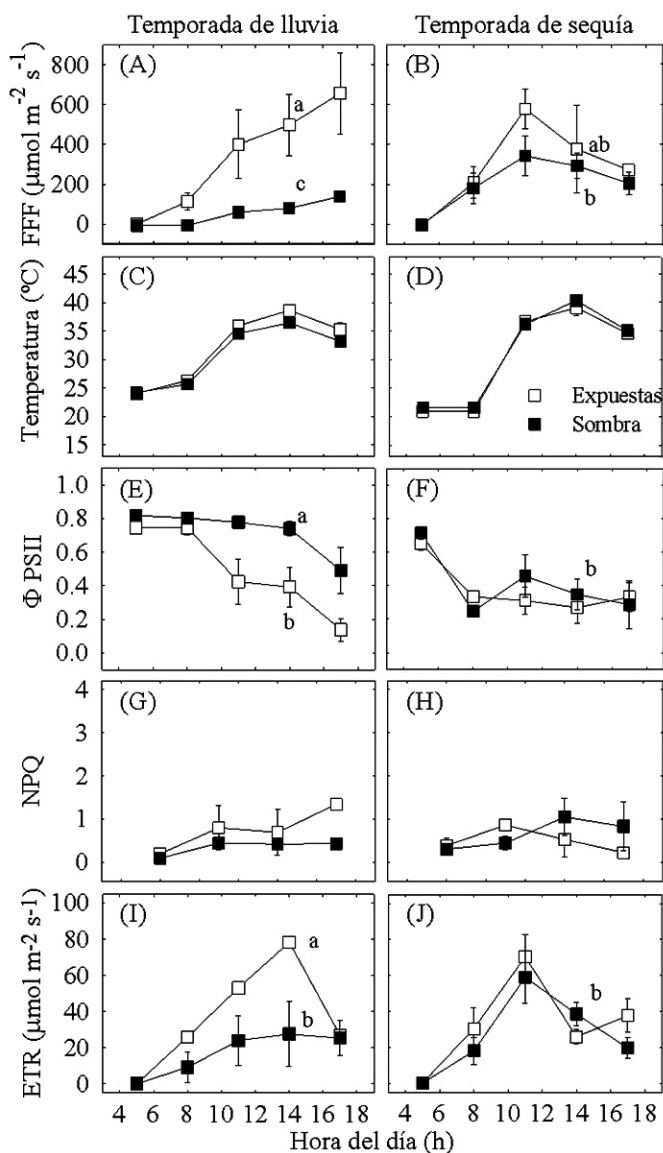 Temporada de lluvia
Temporada de sequía
FFF (µmol m⁻² s⁻¹)
800
600
400
200
0
(A)
a
c
(B)
ab
b
Temperatura (ºC)
45
40
35
30
25
20
15
(C)
(D)
Expuestas
Sombra
Φ PSII
1.0
0.8
0.6
0.4
0.2
0.0
(E)
a
b
(F)
b
NPQ
4
3
2
1
0
(G)
(H)
ETR (µmol m⁻² s⁻¹)
100
80
60
40
20
0
(I)
a
b
(J)
b
4 6 8 10 12 14 16 18
4 6 8 10 12 14 16 18
Hora del día (h)